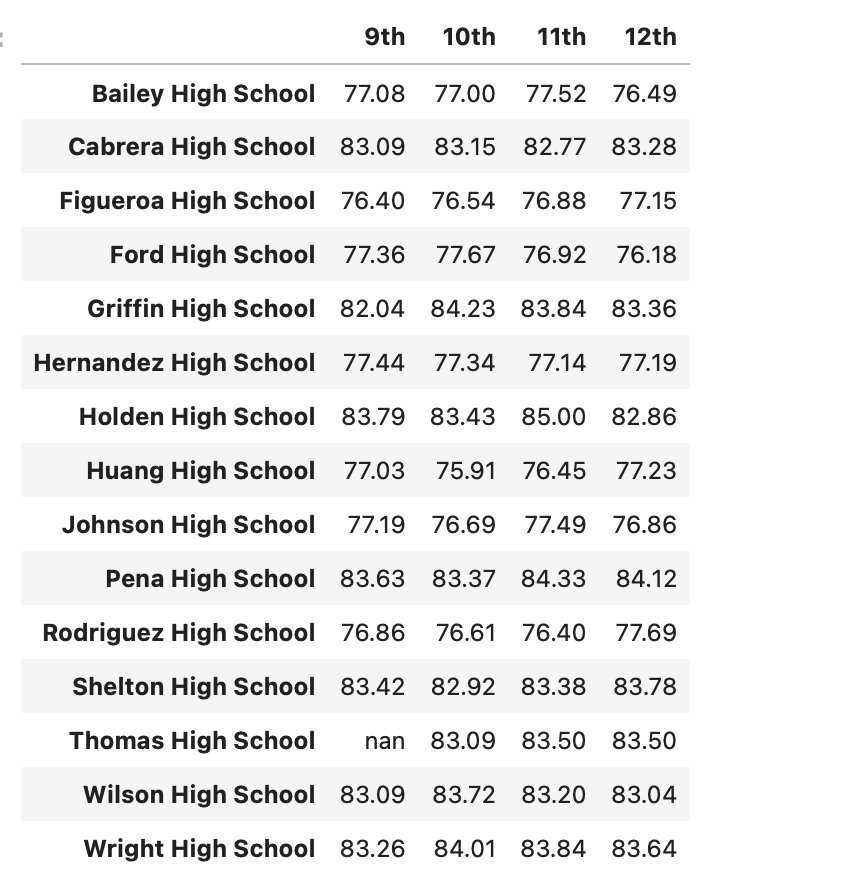 9th 10th 11th 12th
Bailey High School 77.08 77.00 77.52 76.49
Cabrera High School 83.09 83.15 82.77 83.28
Figueroa High School 76.40 76.54 76.88 77.15
Ford High School 77.36 77.67 76.92 76.18
Griffin High School 82.04 84.23 83.84 83.36
Hernandez High School 77.44 77.34 77.14 77.19
Holden High School 83.79 83.43 85.00 82.86
Huang High School 77.03 75.91 76.45 77.23
Johnson High School 77.19 76.69 77.49 76.86
Pena High School 83.63 83.37 84.33 84.12
Rodriguez High School 76.86 76.61 76.40 77.69
Shelton High School 83.42 82.92 83.38 83.78
Thomas High School nan 83.09 83.50 83.50
Wilson High School 83.09 83.72 83.20 83.04
Wright High School 83.26 84.01 83.84 83.64